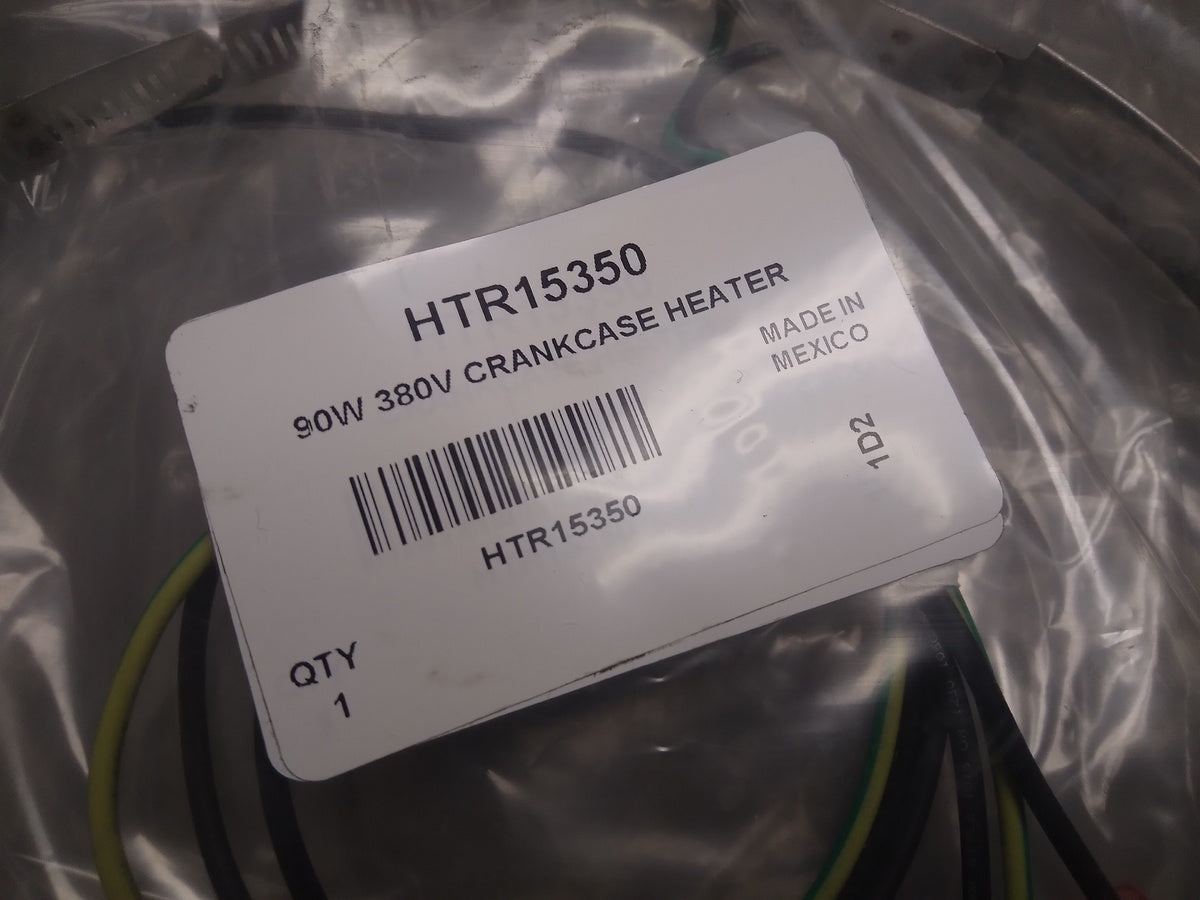 HTR15350
90W 380V CRANKCASE HEATER
MADE IN
MEXICO
HTR15350
1D2
QTY
1